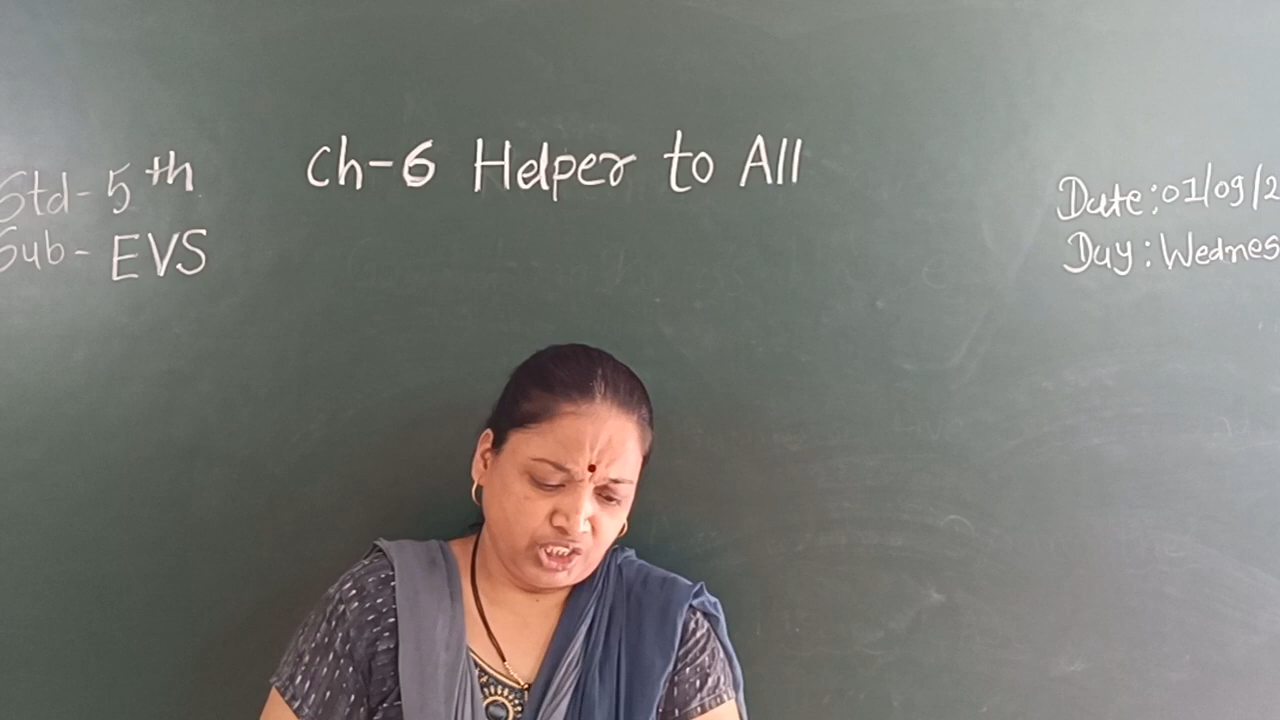 Std- 5th
Sub- EVS
Ch-6 Helper to All
Date:01/09/2
Day: Wednes